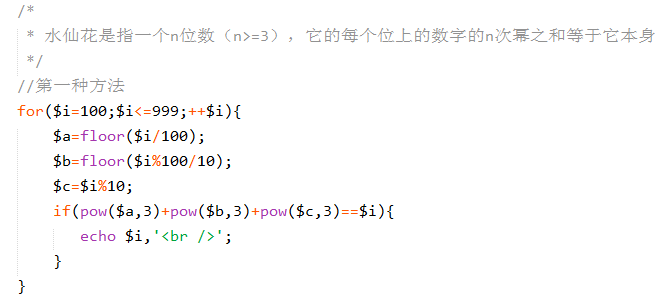 /*
 * 水仙花是指一个n位数（n>=3），它的每个位上的数字的n次幂之和等于它本身
 */
//第一种方法
for($i=100;$i<=999;++$i){
    $a=floor($i/100);
    $b=floor($i%100/10);
    $c=$i%10;
    if(pow($a,3)+pow($b,3)+pow($c,3)==$i){
       echo $i,'<br />';
    }
}